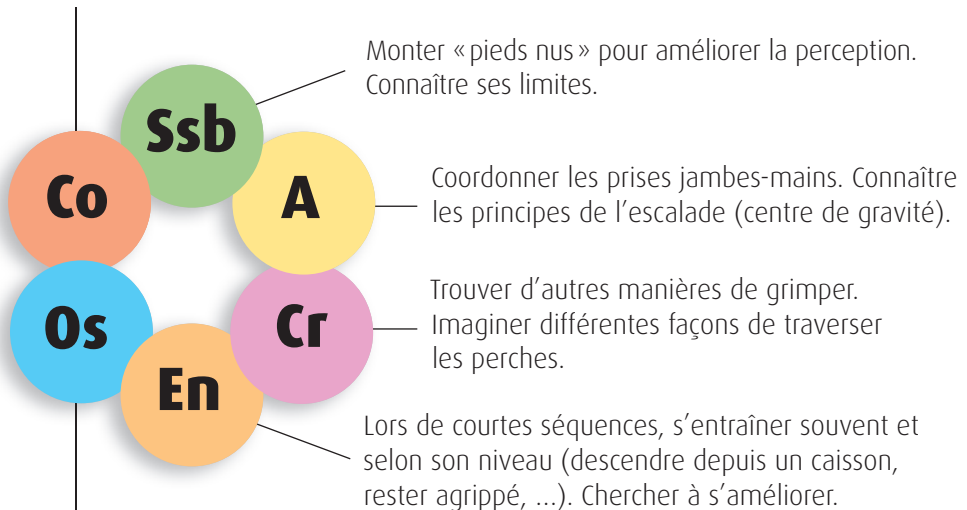 Monter «pieds nus» pour améliorer la perception.
Connaître ses limites.
Ssb
Co
A
Coordonner les prises jambes-mains. Connaître
les principes de l’escalade (centre de gravité).
Os
Cr
Trouver d’autres manières de grimper.
Imaginer différentes façons de traverser
les perches.
En
Lors de courtes séquences, s’entraîner souvent et
selon son niveau (descendre depuis un caisson,
rester agrippé, ...). Chercher à s’améliorer.